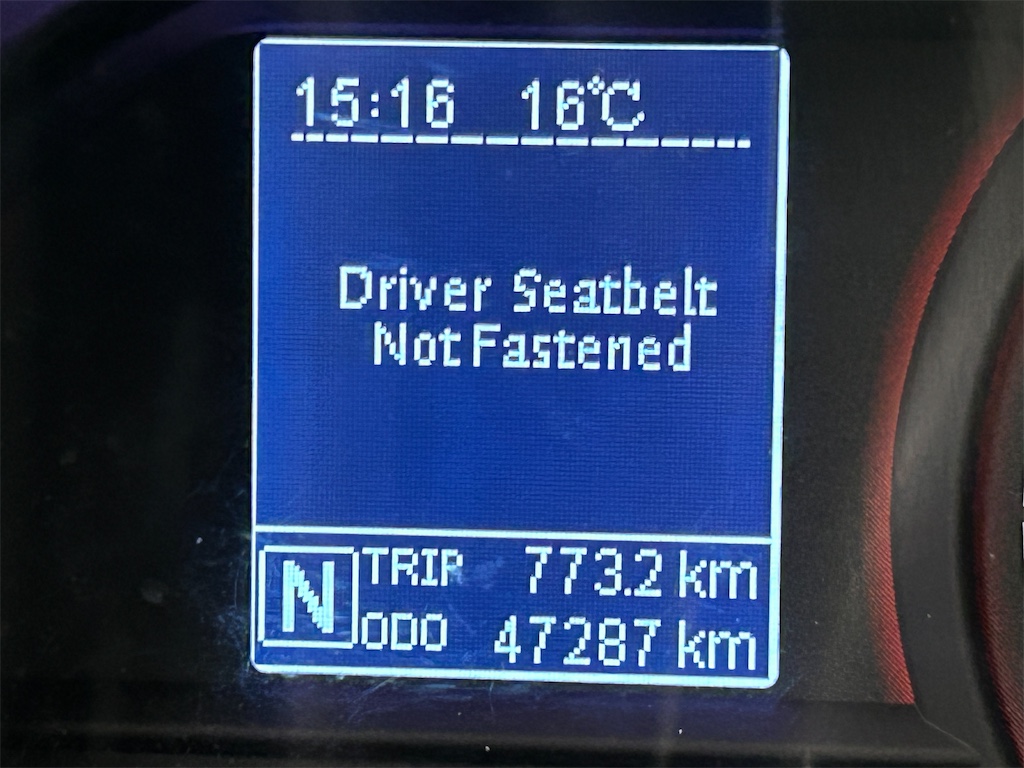 15:16 16°C
Driver Seatbelt
Not Fastened
N
TRIP 773.2 km
ODO 47287 km